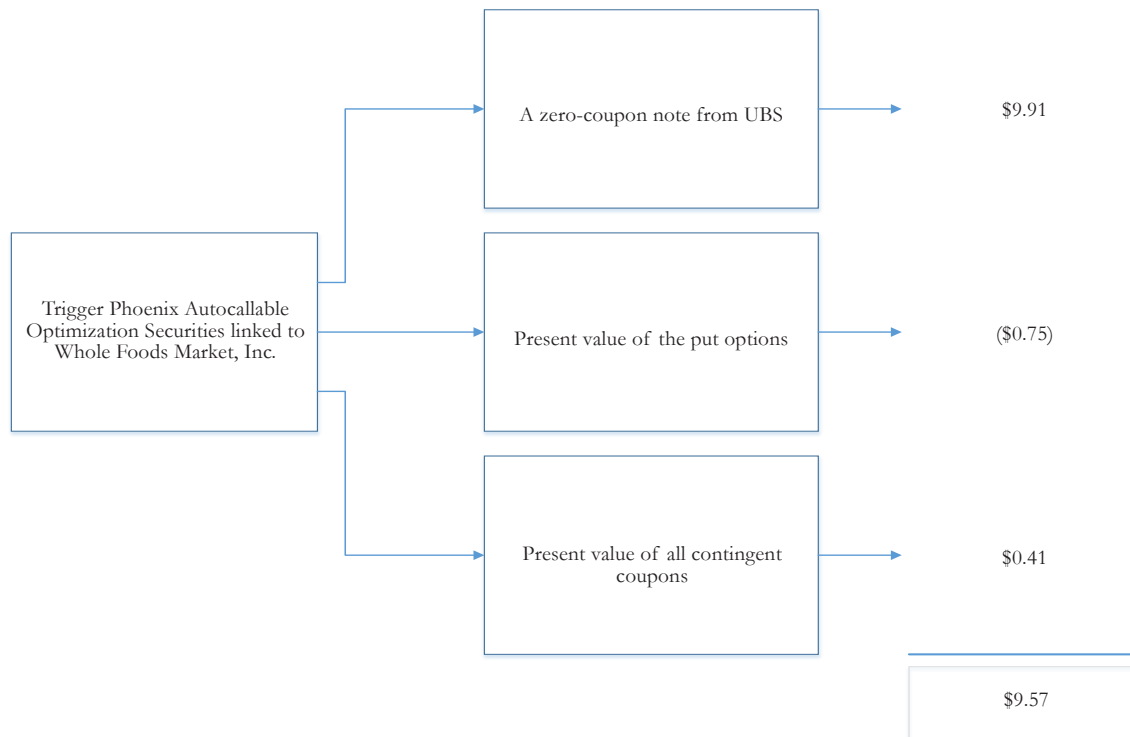 A zero-coupon note from UBS
$9.91
Trigger Phoenix Autocallable
Optimization Securities linked to
Whole Foods Market, Inc.
Present value of the put options
($0.75)
Present value of all contingent
coupons
$0.41
$9.57